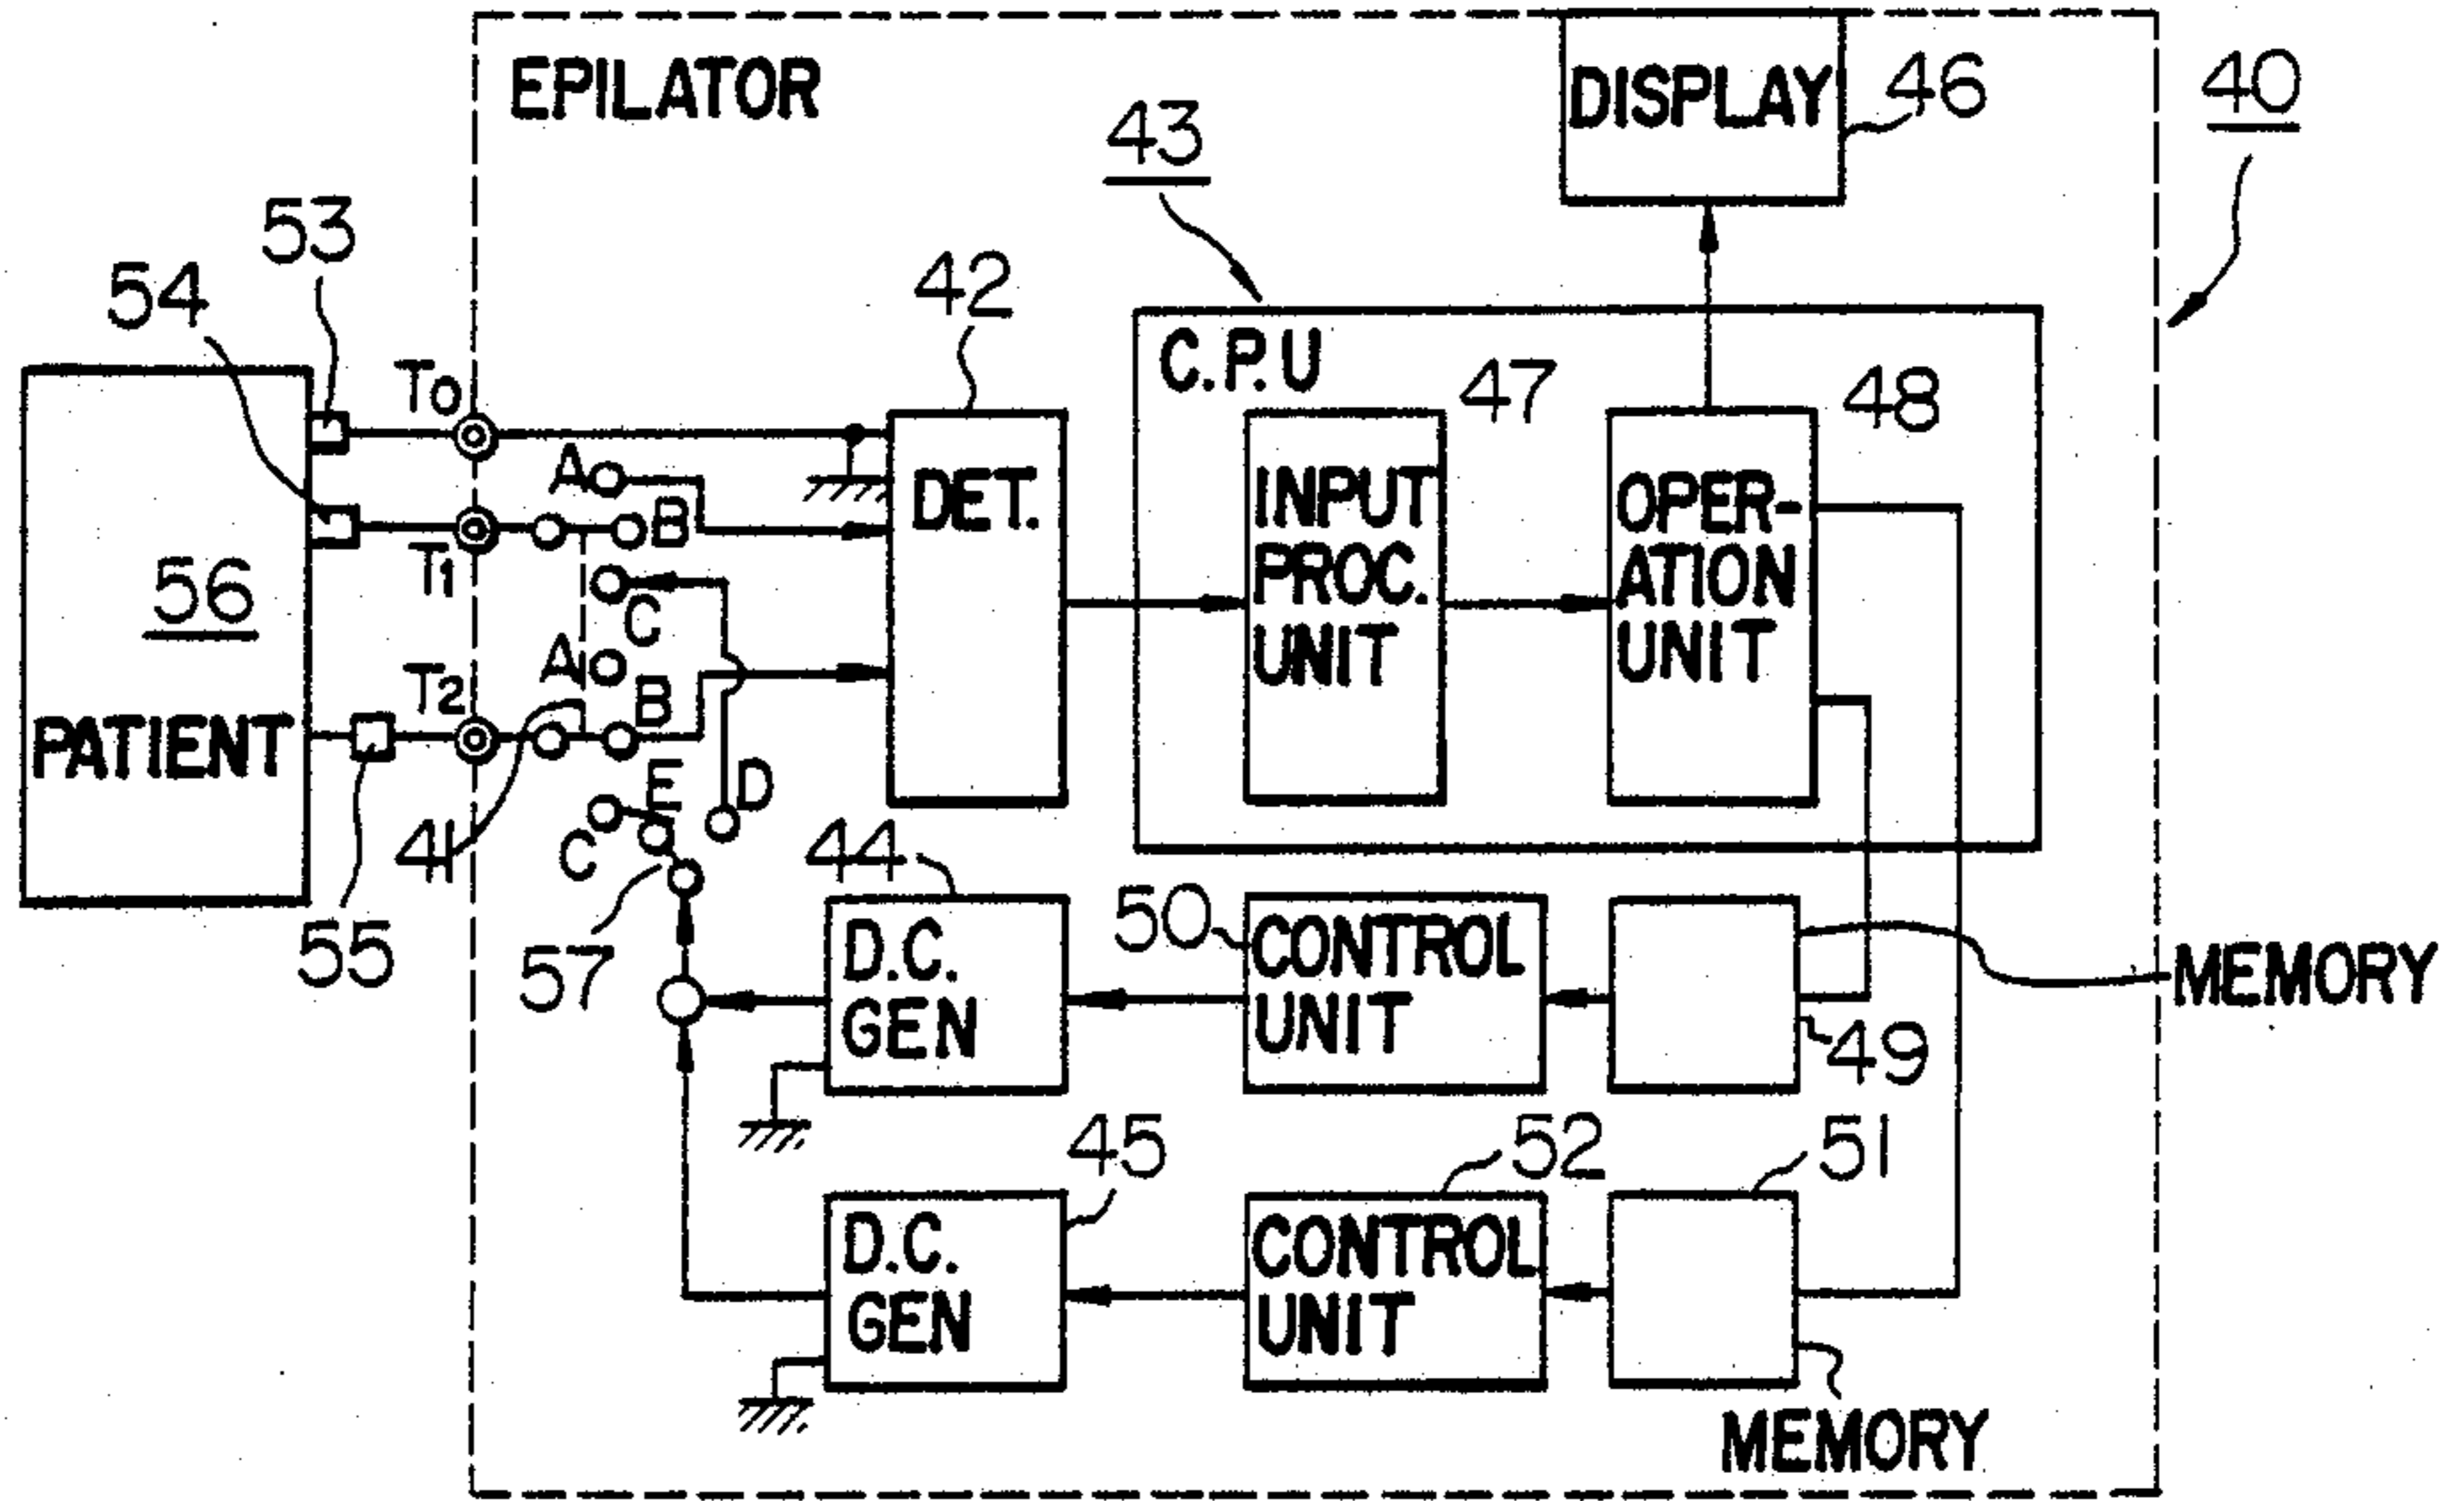 EPILATOR
DISPLAY
46
40
43
53
54
42
C.P.U
47
48
T0
A
DET.
INPUT
PROC.
UNIT
OPER-
ATION
UNIT
B
T1
56
C
A
T2
B
PATIENT
E
D
41
C
44
50
CONTROL
UNIT
D.C.
GEN
55
57
MEMORY
49
45
52
51
D.C.
GEN
CONTROL
UNIT
MEMORY